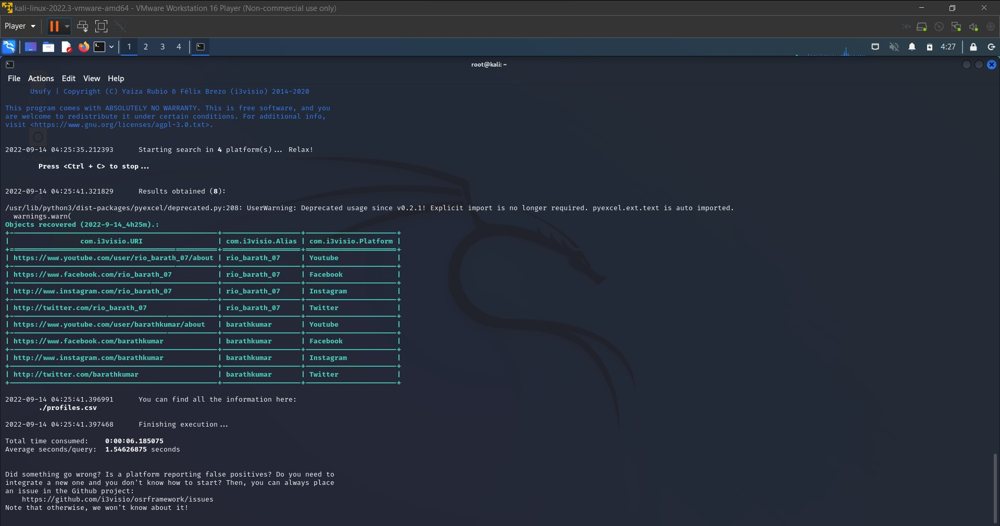 kali-linux-2022.3-vmware-amd64 - VMware Workstation 16 Player (Non-commercial use only)
Player
1 2 3 4 4:27
root@kali: ~
File Actions Edit View Help
Usufy | Copyright (C) Yaiza Rubio & Félix Brezo (i3visio) 2014-2020
This program comes with ABSOLUTELY NO WARRANTY. This is free software, and you
are welcome to redistribute it under certain conditions. For additional info,
visit <https://www.gnu.org/licenses/agpl-3.0.txt>.
File System
2022-09-14 04:25:35.212393 Starting search in 4 platform(s)... Relax!
Press <Ctrl + C> to stop...
2022-09-14 04:25:41.321829 Results obtained (8):
/usr/lib/python3/dist-packages/pyexcel/deprecated.py:208: UserWarning: Deprecated usage since v0.2.1! Explicit import is no longer required. pyexcel.ext.text is auto imported.
warnings.warn(
Objects recovered (2022-9-14_4h25m).:
| com.i3visio.URI | com.i3visio.Alias | com.i3visio.Platform |
| https://www.youtube.com/user/rio_barath_07/about | rio_barath_07 | Youtube |
| https://www.facebook.com/rio_barath_07 | rio_barath_07 | Facebook |
| http://www.instagram.com/rio_barath_07 | rio_barath_07 | Instagram |
| http://twitter.com/rio_barath_07 | rio_barath_07 | Twitter |
| https://www.youtube.com/user/barathkumar/about | barathkumar | Youtube |
| https://www.facebook.com/barathkumar | barathkumar | Facebook |
| http://www.instagram.com/barathkumar | barathkumar | Instagram |
| http://twitter.com/barathkumar | barathkumar | Twitter |
2022-09-14 04:25:41.396991 You can find all the information here:
./profiles.csv
2022-09-14 04:25:41.397468 Finishing execution...
Total time consumed: 0:00:06.185075
Average seconds/query: 1.54626875 seconds
Did something go wrong? Is a platform reporting false positives? Do you need to
integrate a new one and you don't know how to start? Then, you can always place
an issue in the Github project:
https://github.com/i3visio/osrframework/issues
Note that otherwise, we won't know about it!